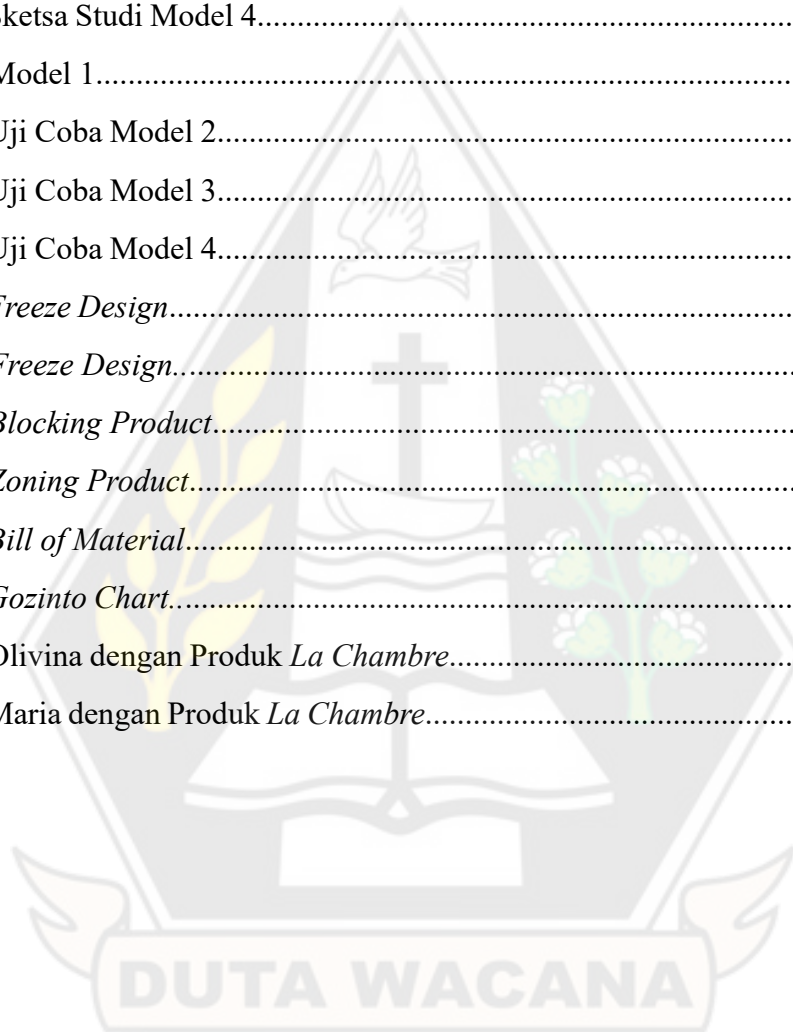 Sketsa Studi Model 4......................................................................
Model 1...........................................................................................
Uji Coba Model 2...........................................................................
Uji Coba Model 3...........................................................................
Uji Coba Model 4...........................................................................
Freeze Design.................................................................................
Freeze Design.................................................................................
Blocking Product...........................................................................
Zoning Product..............................................................................
Bill of Material...............................................................................
Gozinto Chart.................................................................................
Olivina dengan Produk La Chambre...........................................
Maria dengan Produk La Chambre..............................................
DUTA WACANA